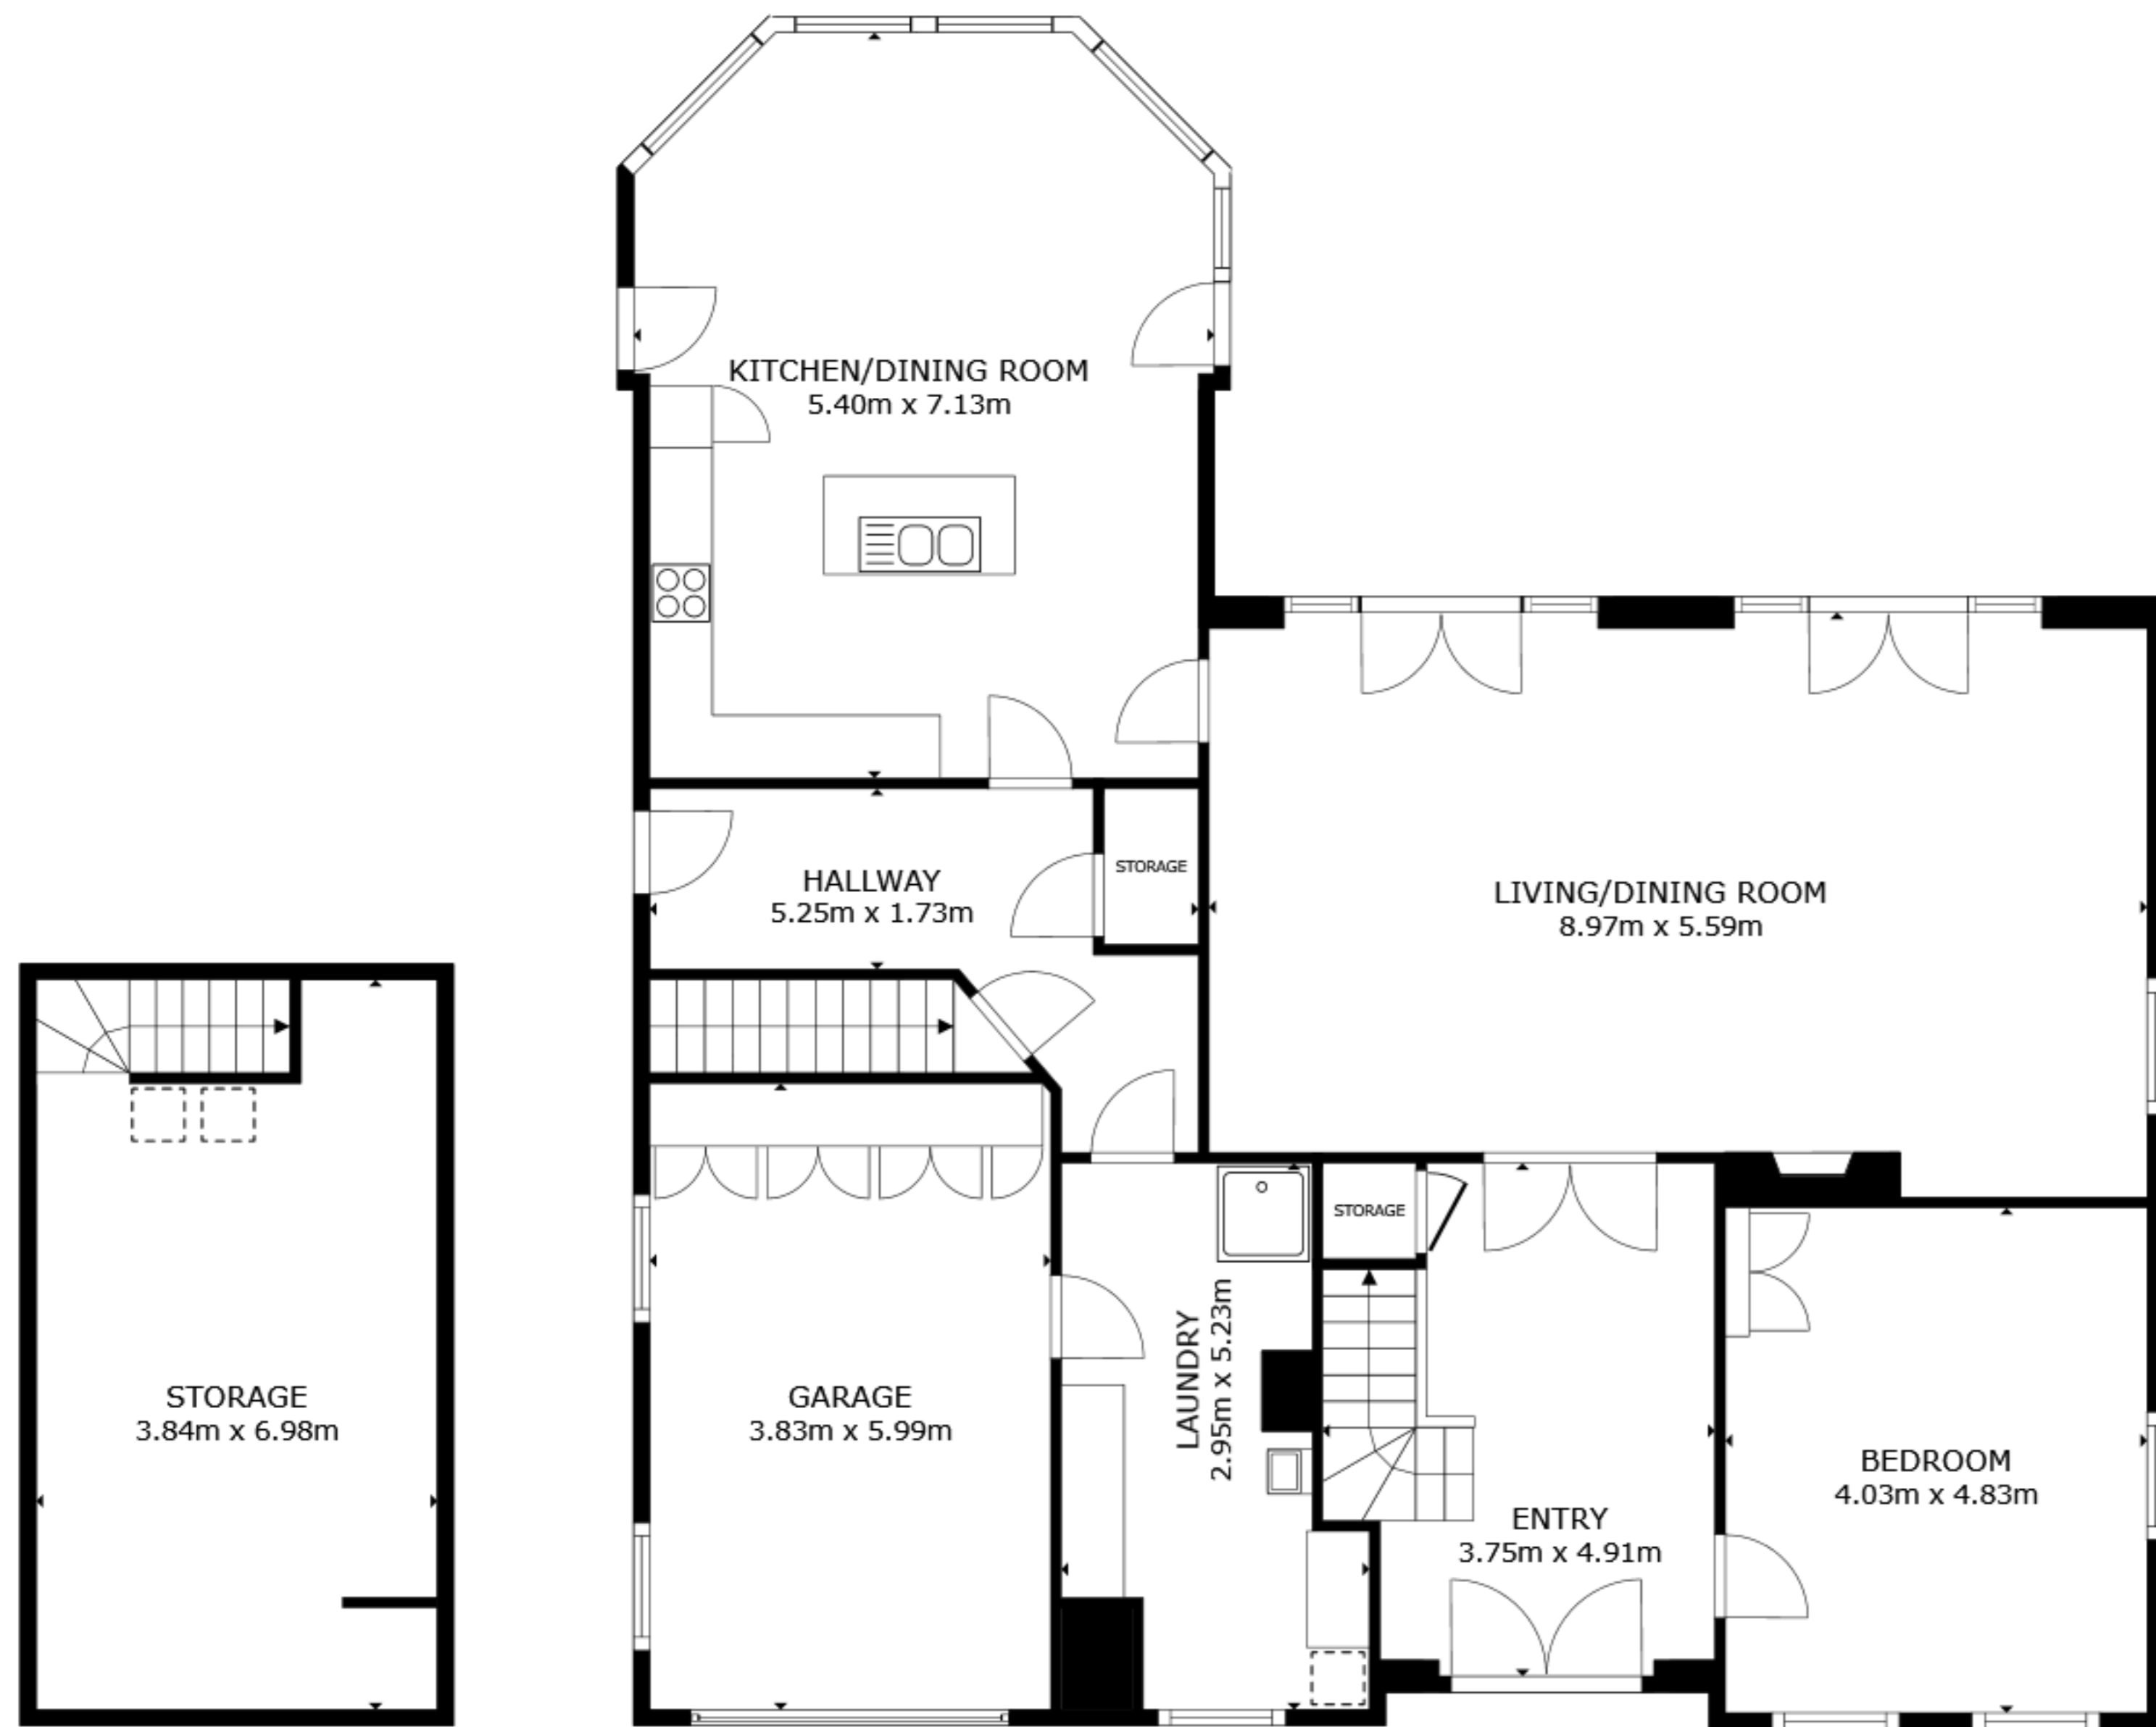 KITCHEN/DINING ROOM
5.40m x 7.13m
HALLWAY
5.25m x 1.73m
STORAGE
LIVING/DINING ROOM
8.97m x 5.59m
STORAGE
3.84m x 6.98m
GARAGE
3.83m x 5.99m
LAUNDRY
2.95m x 5.23m
STORAGE
ENTRY
3.75m x 4.91m
BEDROOM
4.03m x 4.83m